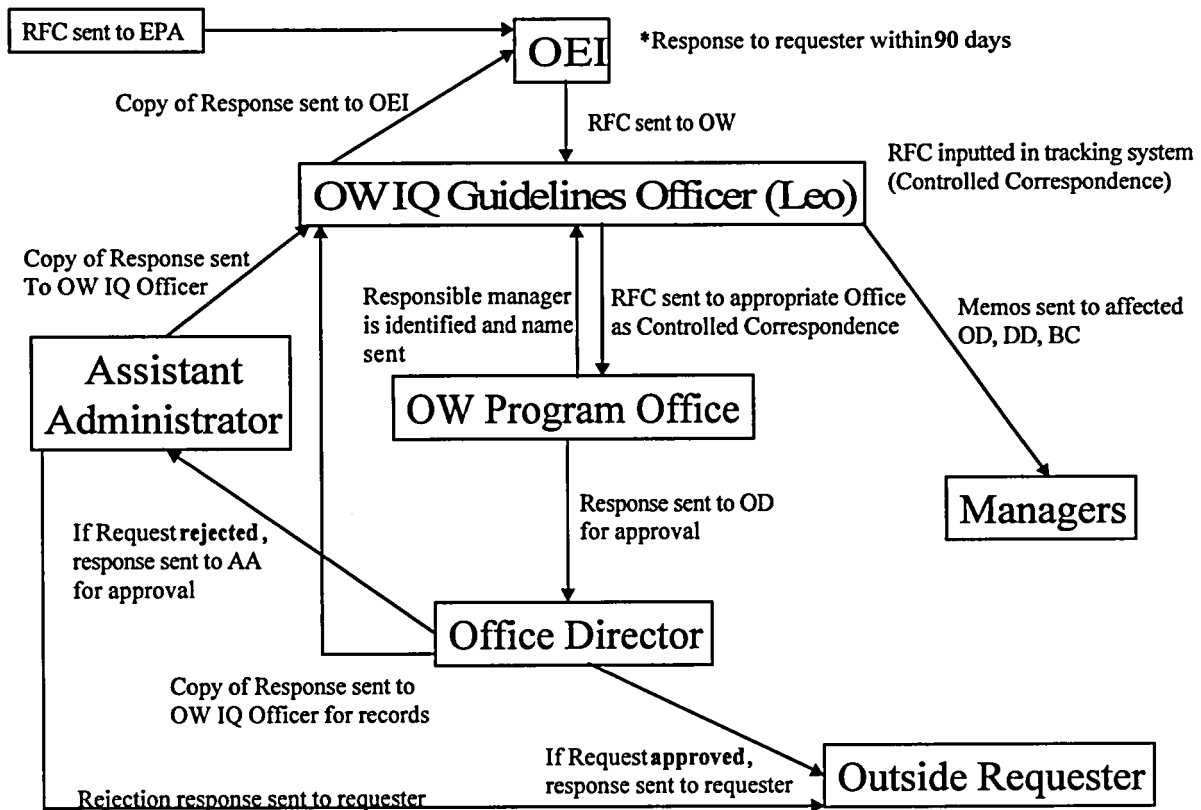 RFC sent to EPA
OEI
*Response to requester within 90 days
Copy of Response sent to OEI
RFC sent to OW
RFC inputted in tracking system
(Controlled Correspondence)
OW IQ Guidelines Officer (Leo)
Copy of Response sent
To OW IQ Officer
Responsible manager
is identified and name
sent
RFC sent to appropriate Office
as Controlled Correspondence
Memos sent to affected
OD, DD, BC
Assistant
Administrator
OW Program Office
Managers
If Request rejected,
response sent to AA
for approval
Response sent to OD
for approval
Office Director
Copy of Response sent to
OW IQ Officer for records
If Request approved,
response sent to requester
Outside Requester
Rejection response sent to requester